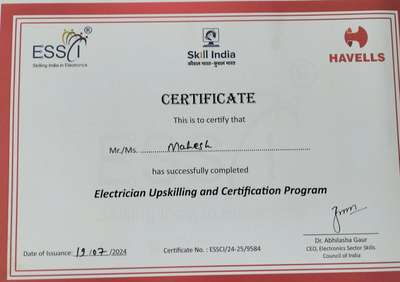 ESSCI
Skilling India in Electronics
Skill India
कौशल भारत-कुशल भारत
HAVELLS
CERTIFICATE
This is to certify that
Mr./Ms. Mahesh
has successfully completed
Electrician Upskilling and Certification Program
Dr. Abhilasha Gaur
CEO, Electronics Sector Skills
Council of India
Date of Issuance: 19/07/2024
Certificate No. : ESSCI/24-25/9584